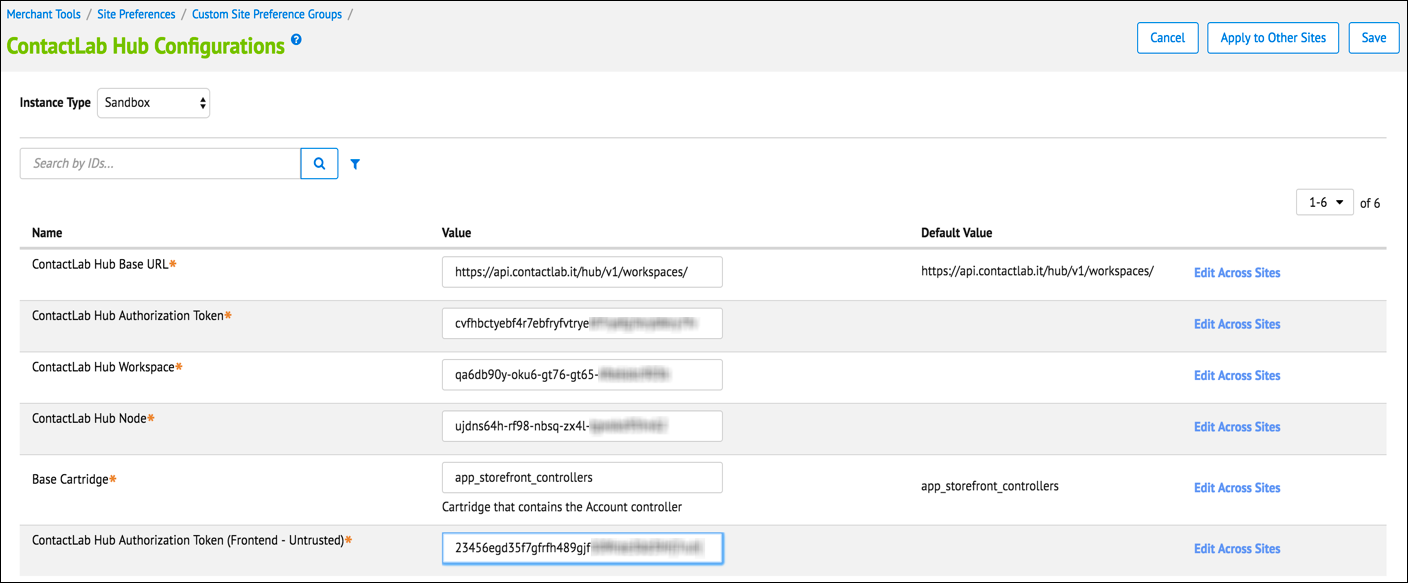 Merchant Tools / Site Preferences / Custom Site Preference Groups /
ContactLab Hub Configurations ?
Cancel Apply to Other Sites Save
Instance Type Sandbox
Search by IDs...
1-6 of 6
Name Value Default Value
ContactLab Hub Base URL* https://api.contactlab.it/hub/v1/workspaces/ https://api.contactlab.it/hub/v1/workspaces/ Edit Across Sites
ContactLab Hub Authorization Token* cvfhbctyebf4r7ebfryfvtrye Edit Across Sites
ContactLab Hub Workspace* qa6db90y-oku6-gt76-gt65- Edit Across Sites
ContactLab Hub Node* ujdns64h-rf98-nbsq-zx4l- Edit Across Sites
Base Cartridge* app_storefront_controllers app_storefront_controllers Edit Across Sites
Cartridge that contains the Account controller
ContactLab Hub Authorization Token (Frontend - Untrusted)* 23456egd35f7gfrfh489gjf Edit Across Sites